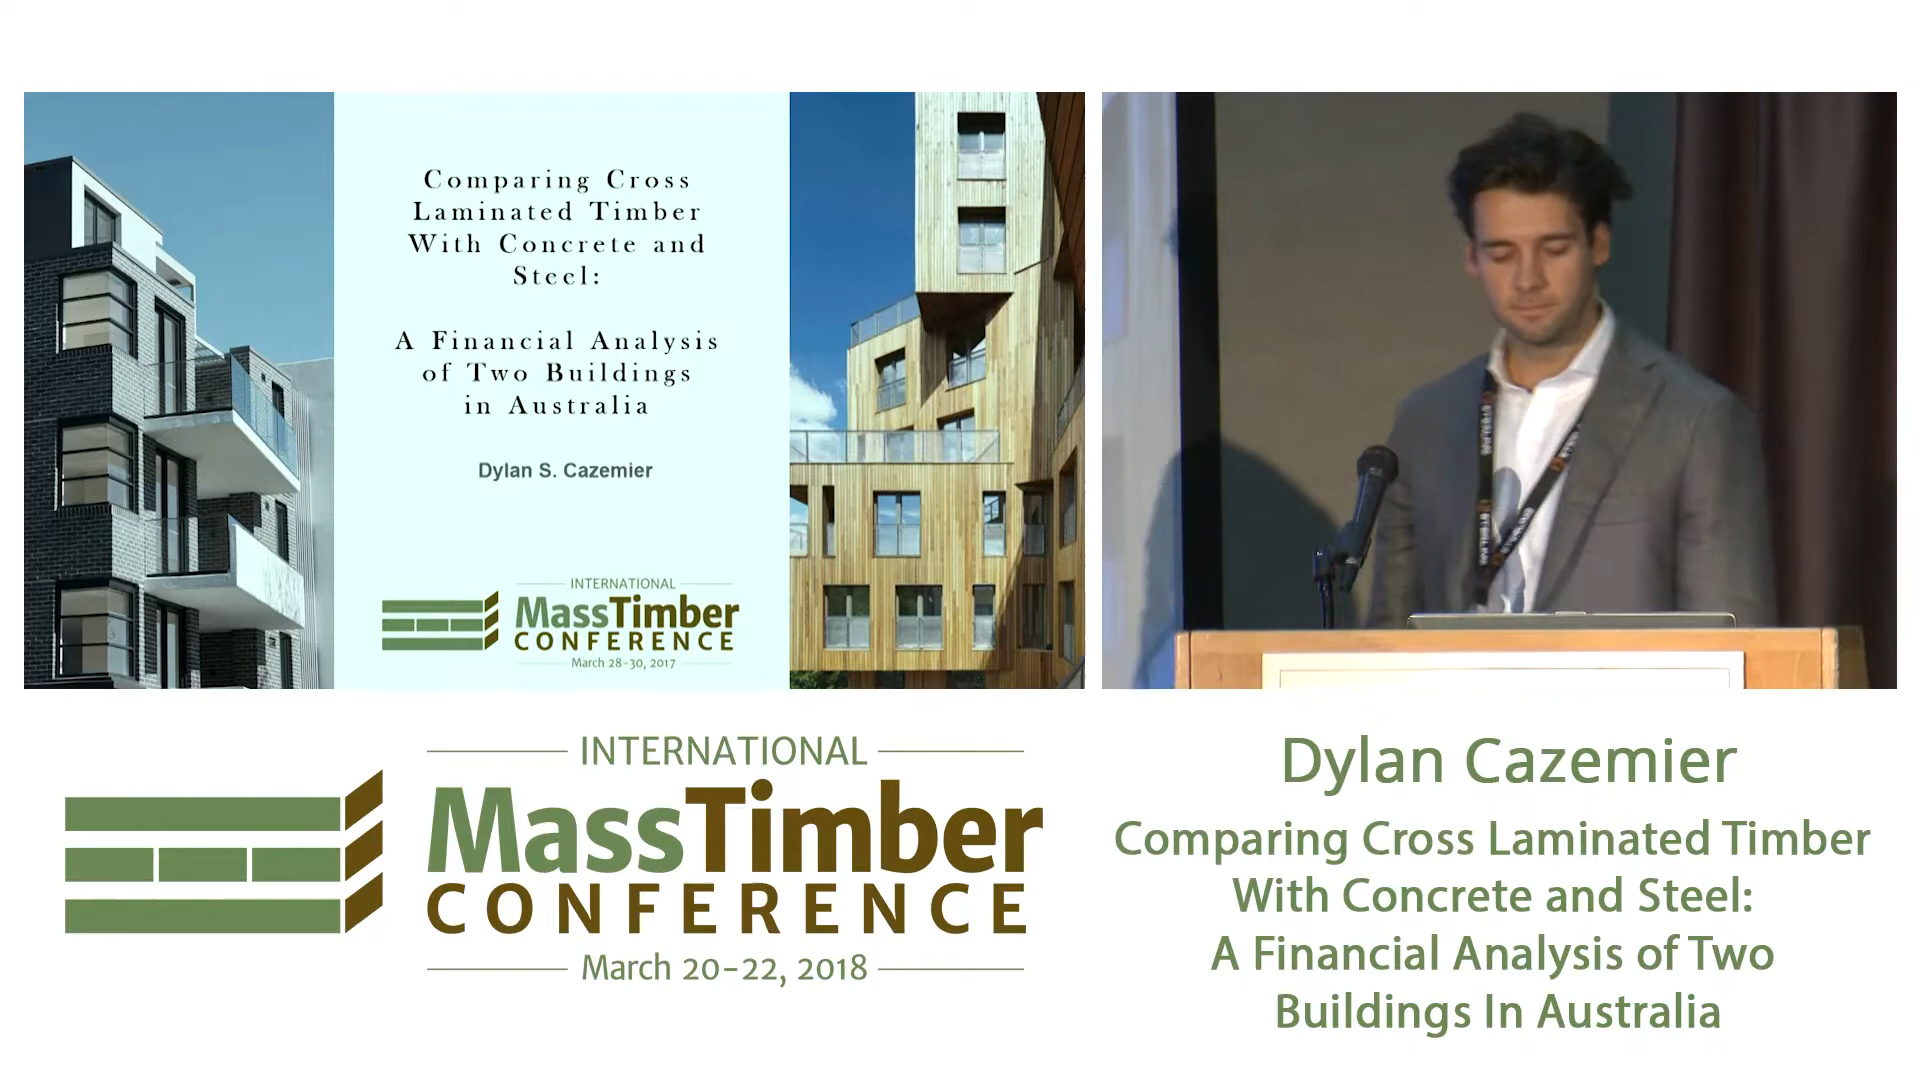 Comparing Cross
Laminated Timber
With Concrete and
Steel:
A Financial Analysis
of Two Buildings
in Australia
Dylan S. Cazemier
INTERNATIONAL
MassTimber
CONFERENCE
March 28-30, 2017
INTERNATIONAL
MassTimber
CONFERENCE
March 20-22, 2018
Dylan Cazemier
Comparing Cross Laminated Timber
With Concrete and Steel:
A Financial Analysis of Two
Buildings In Australia